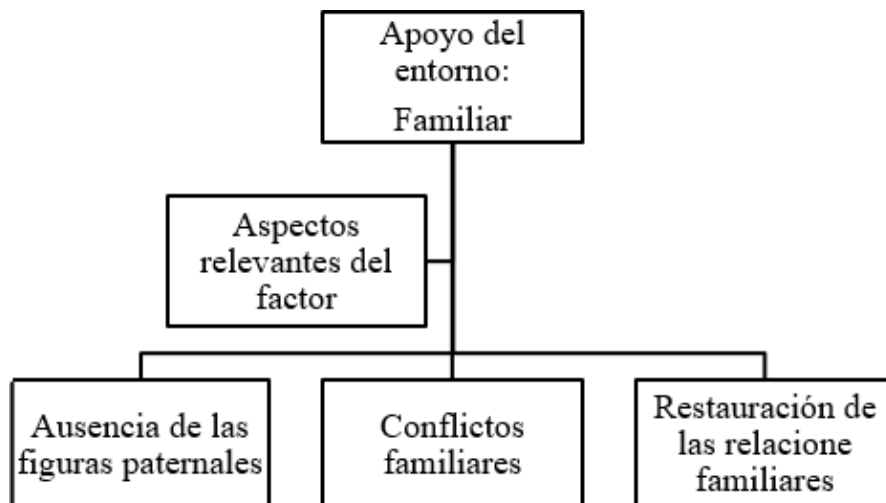 Apoyo del
entorno:
Familiar
Aspectos
relevantes del
factor
Ausencia de las
figuras paternales
Conflictos
familiares
Restauración de
las relacione
familiares